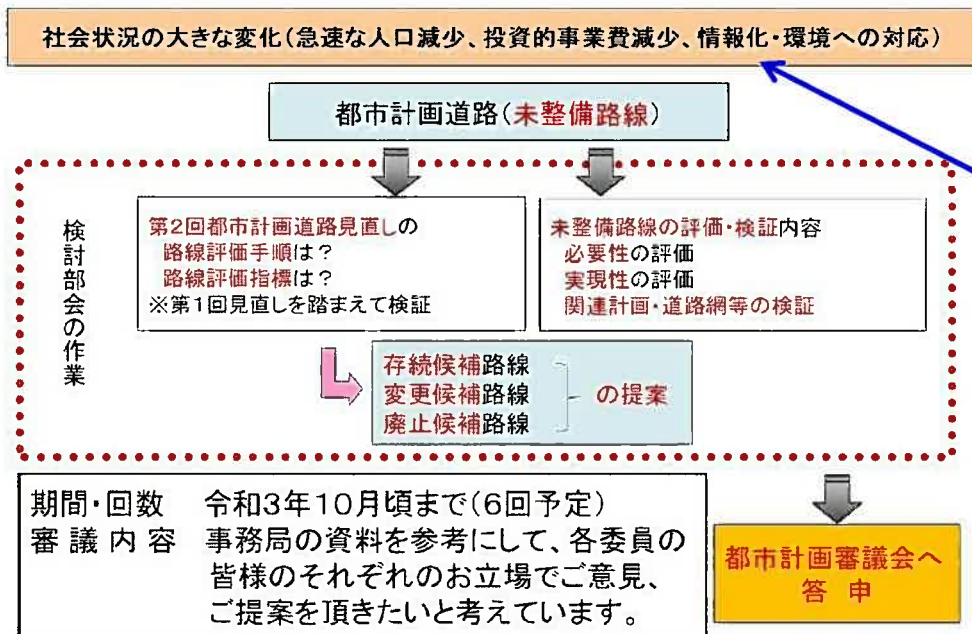 社会状況の大きな変化(急速な人口減少、投資的事業費減少、情報化・環境への対応)
都市計画道路(未整備路線)
検討部会の作業
第2回都市計画道路見直しの
路線評価手順は？
路線評価指標は？
※第1回見直しを踏まえて検証
未整備路線の評価・検証内容
必要性の評価
実現性の評価
関連計画・道路網等の検証
存続候補路線
変更候補路線
廃止候補路線
の提案
期間・回数　令和3年10月頃まで(6回予定)
審議内容　事務局の資料を参考にして、各委員の
皆様のそれぞれのお立場でご意見、
ご提案を頂きたいと考えています。
都市計画審議会へ
答申